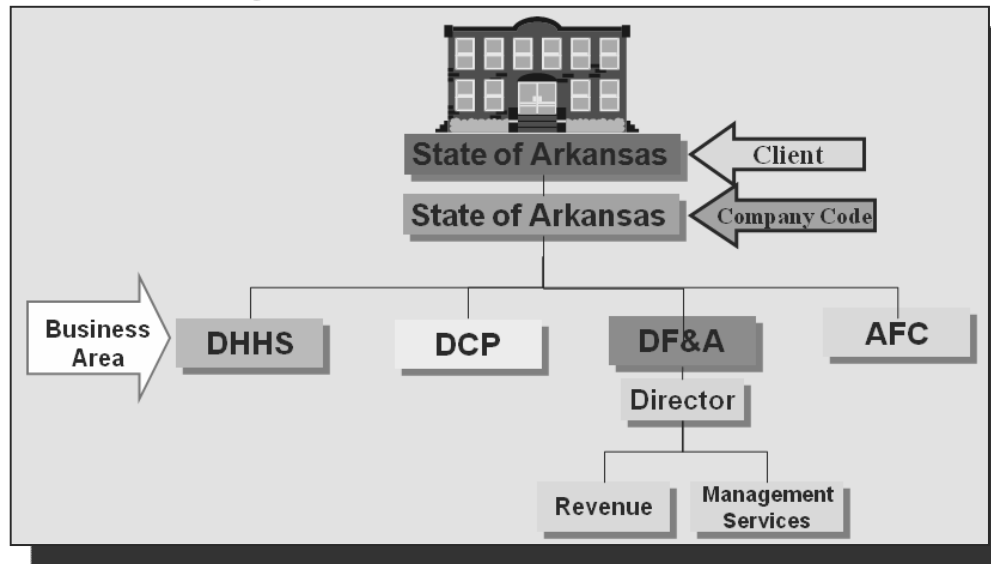 State of Arkansas
Client
State of Arkansas
Company Code
Business
Area
DHHS
DCP
DF&A
AFC
Director
Revenue
Management
Services